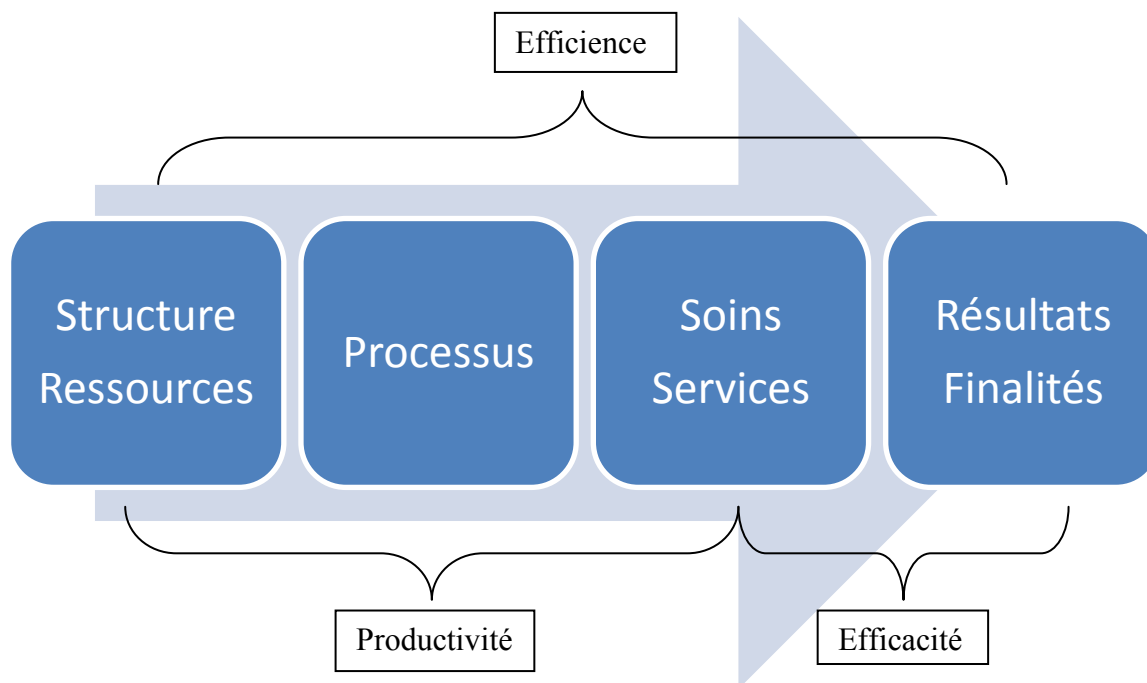 Efficience
Structure
Ressources
Processus
Soins
Services
Résultats
Finalités
Productivité
Efficacité